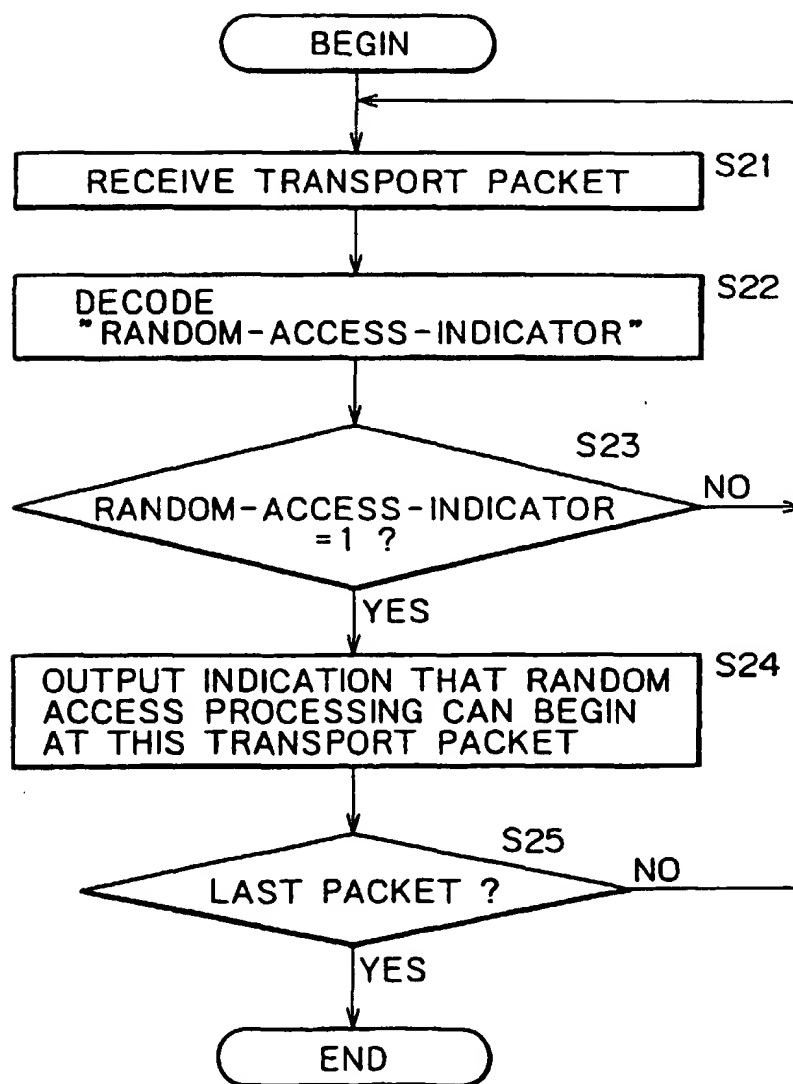 BEGIN
RECEIVE TRANSPORT PACKET
S21
DECODE
"RANDOM-ACCESS-INDICATOR"
S22
S23
RANDOM-ACCESS-INDICATOR
=1 ?
NO
YES
OUTPUT INDICATION THAT RANDOM
ACCESS PROCESSING CAN BEGIN
AT THIS TRANSPORT PACKET
S24
S25
LAST PACKET ?
NO
YES
END